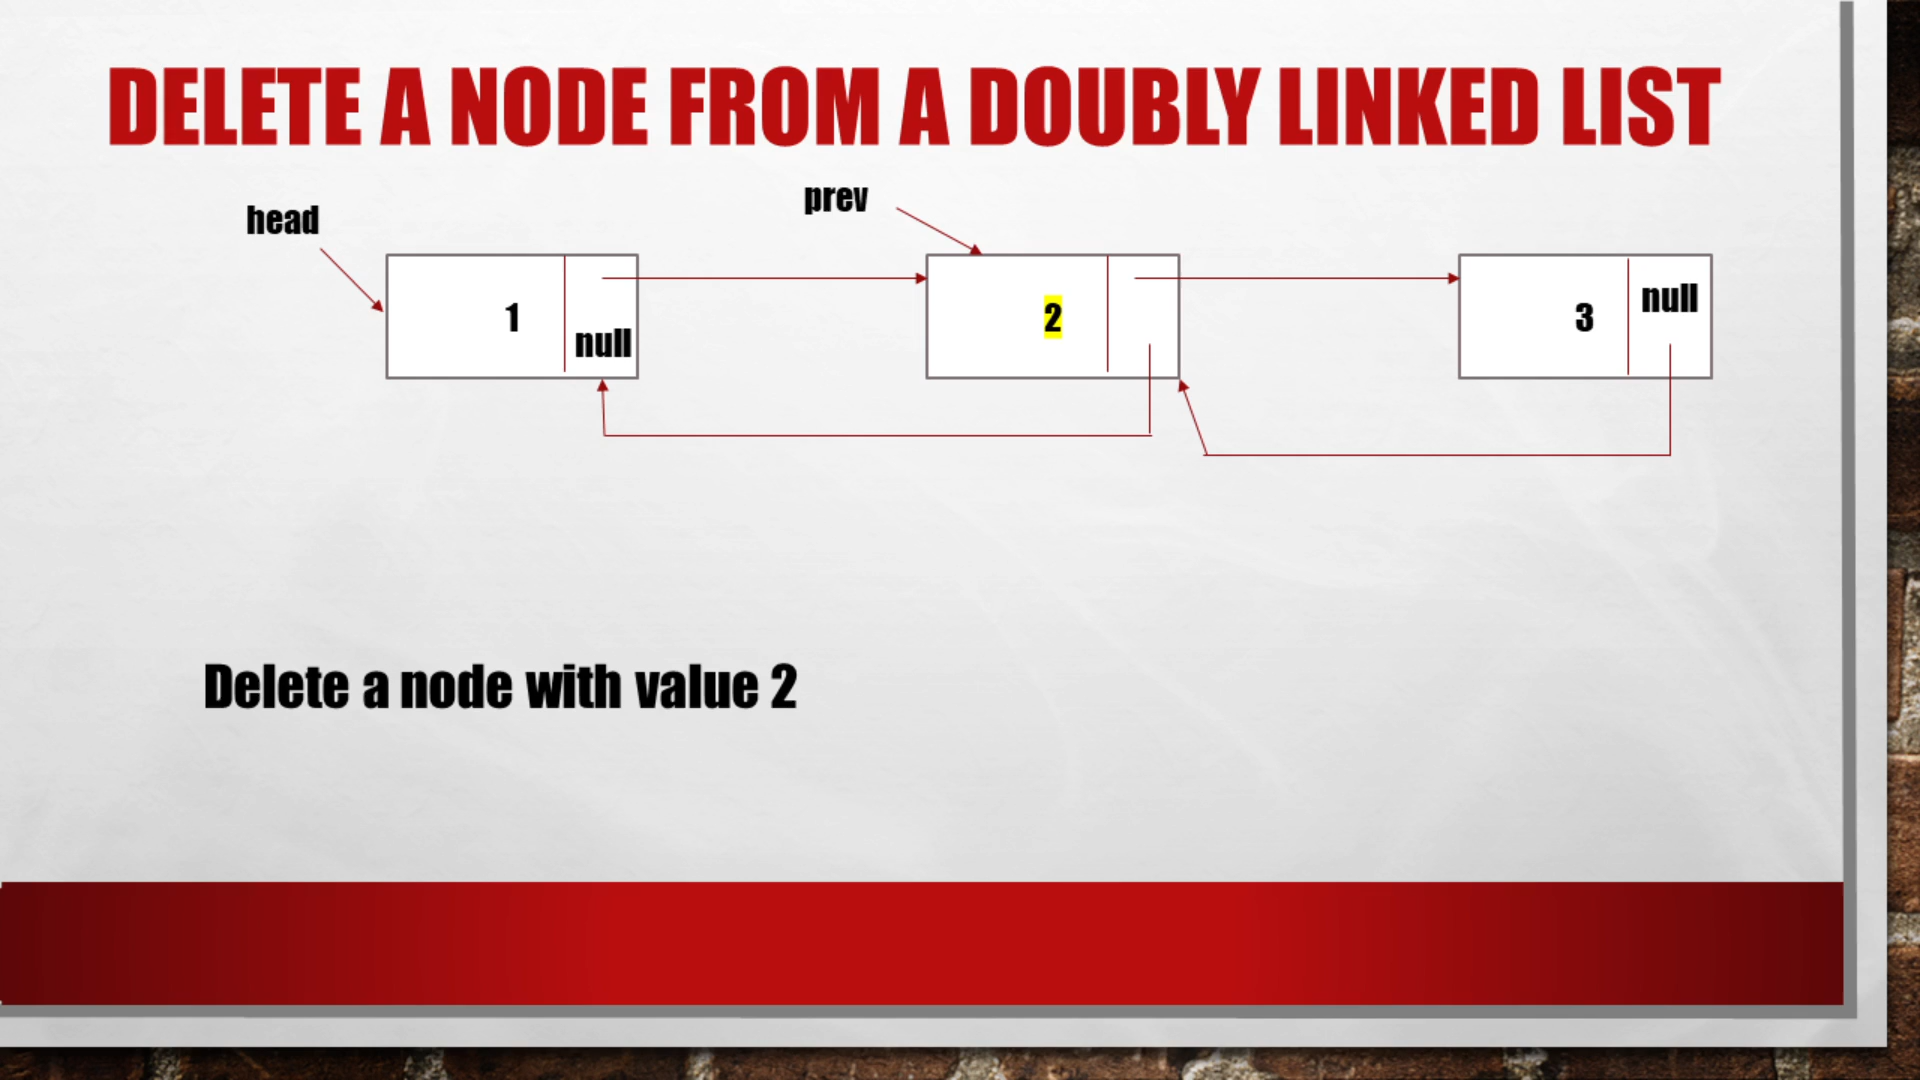 DELETE A NODE FROM A DOUBLY LINKED LIST
prev
head
1
null
2
3
null
Delete a node with value 2